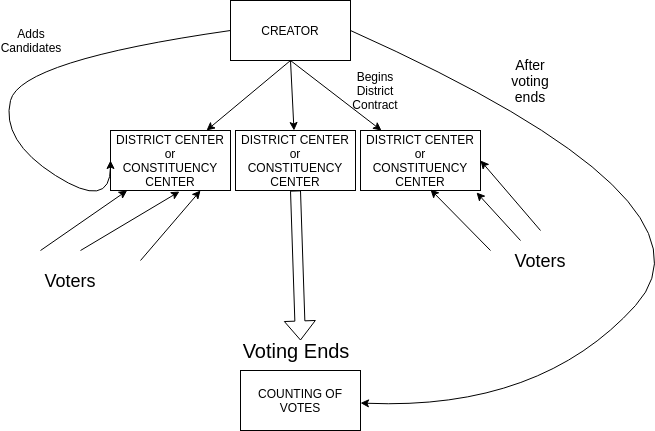 CREATOR
Adds
Candidates
After
voting
ends
Begins
District
Contract
DISTRICT CENTER
or
CONSTITUENCY
CENTER
DISTRICT CENTER
or
CONSTITUENCY
CENTER
DISTRICT CENTER
or
CONSTITUENCY
CENTER
Voters
Voters
Voting Ends
COUNTING OF
VOTES